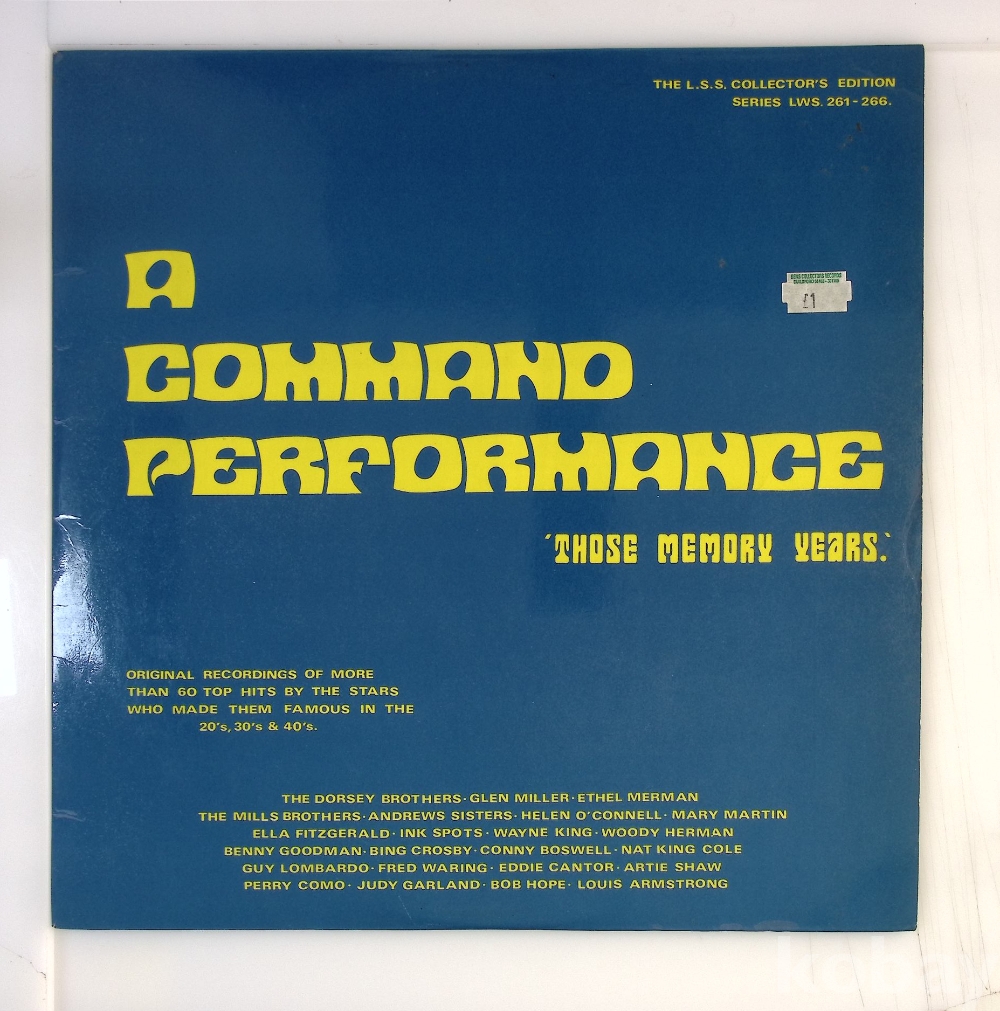 THE L.S.S. COLLECTOR'S EDITION
SERIES LWS. 261-266.
A
COMMAND
PERFORMANCE
'THOSE MEMORY YEARS.'
£1
ORIGINAL RECORDINGS OF MORE
THAN 60 TOP HITS BY THE STARS
WHO MADE THEM FAMOUS IN THE
20's, 30's & 40's.
THE DORSEY BROTHERS · GLEN MILLER · ETHEL MERMAN
THE MILLS BROTHERS · ANDREWS SISTERS · HELEN O'CONNELL · MARY MARTIN
ELLA FITZGERALD · INK SPOTS · WAYNE KING · WOODY HERMAN
BENNY GOODMAN · BING CROSBY · CONNY BOSWELL · NAT KING COLE
GUY LOMBARDO · FRED WARING · EDDIE CANTOR · ARTIE SHAW
PERRY COMO · JUDY GARLAND · BOB HOPE · LOUIS ARMSTRONG